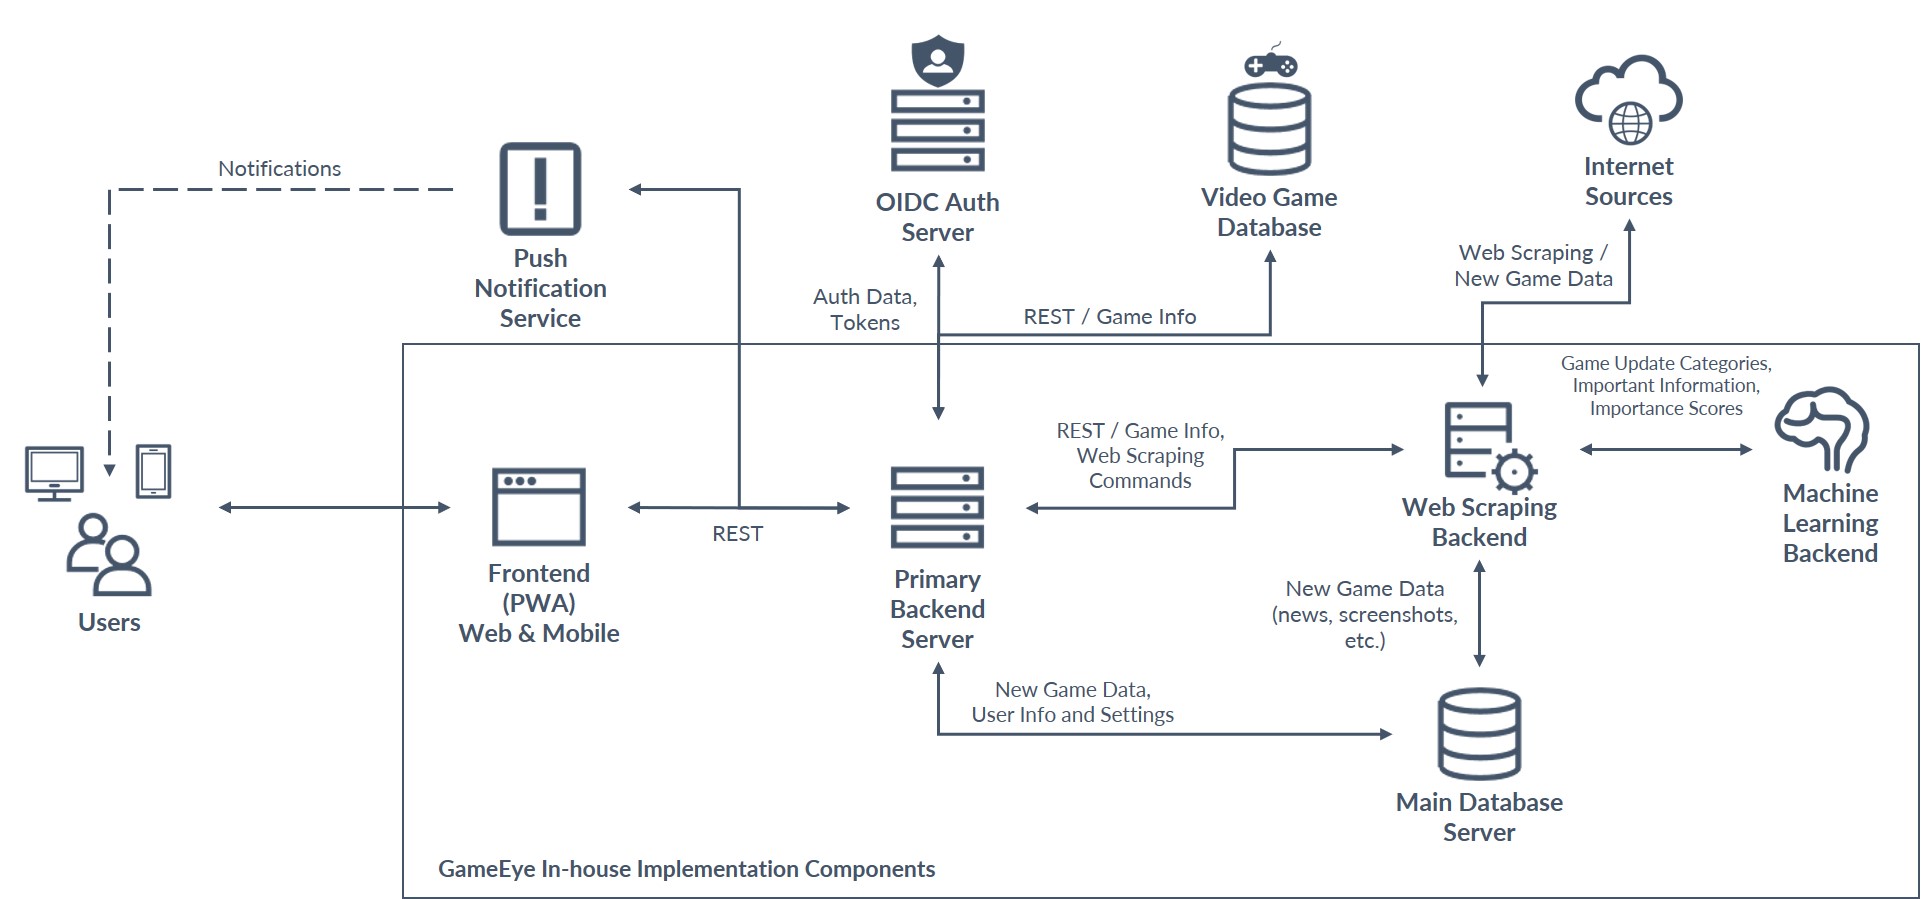 Notifications
Push
Notification
Service
OIDC Auth
Server
Video Game
Database
Internet
Sources
Auth Data,
Tokens
REST / Game Info
Web Scraping /
New Game Data
Game Update Categories,
Important Information,
Importance Scores
REST / Game Info,
Web Scraping
Commands
Users
Frontend
(PWA)
Web & Mobile
REST
Primary
Backend
Server
Web Scraping
Backend
Machine
Learning
Backend
New Game Data
(news, screenshots,
etc.)
New Game Data,
User Info and Settings
Main Database
Server
GameEye In-house Implementation Components